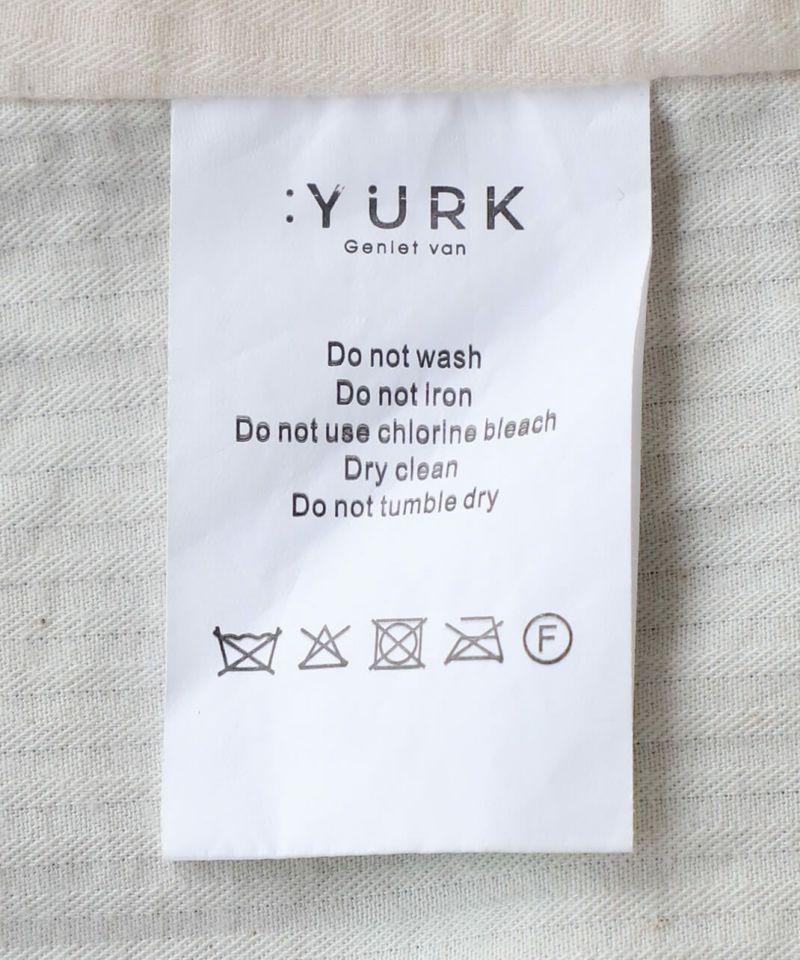 :YURK
Geniet van
Do not wash
Do not iron
Do not use chlorine bleach
Dry clean
Do not tumble dry
F